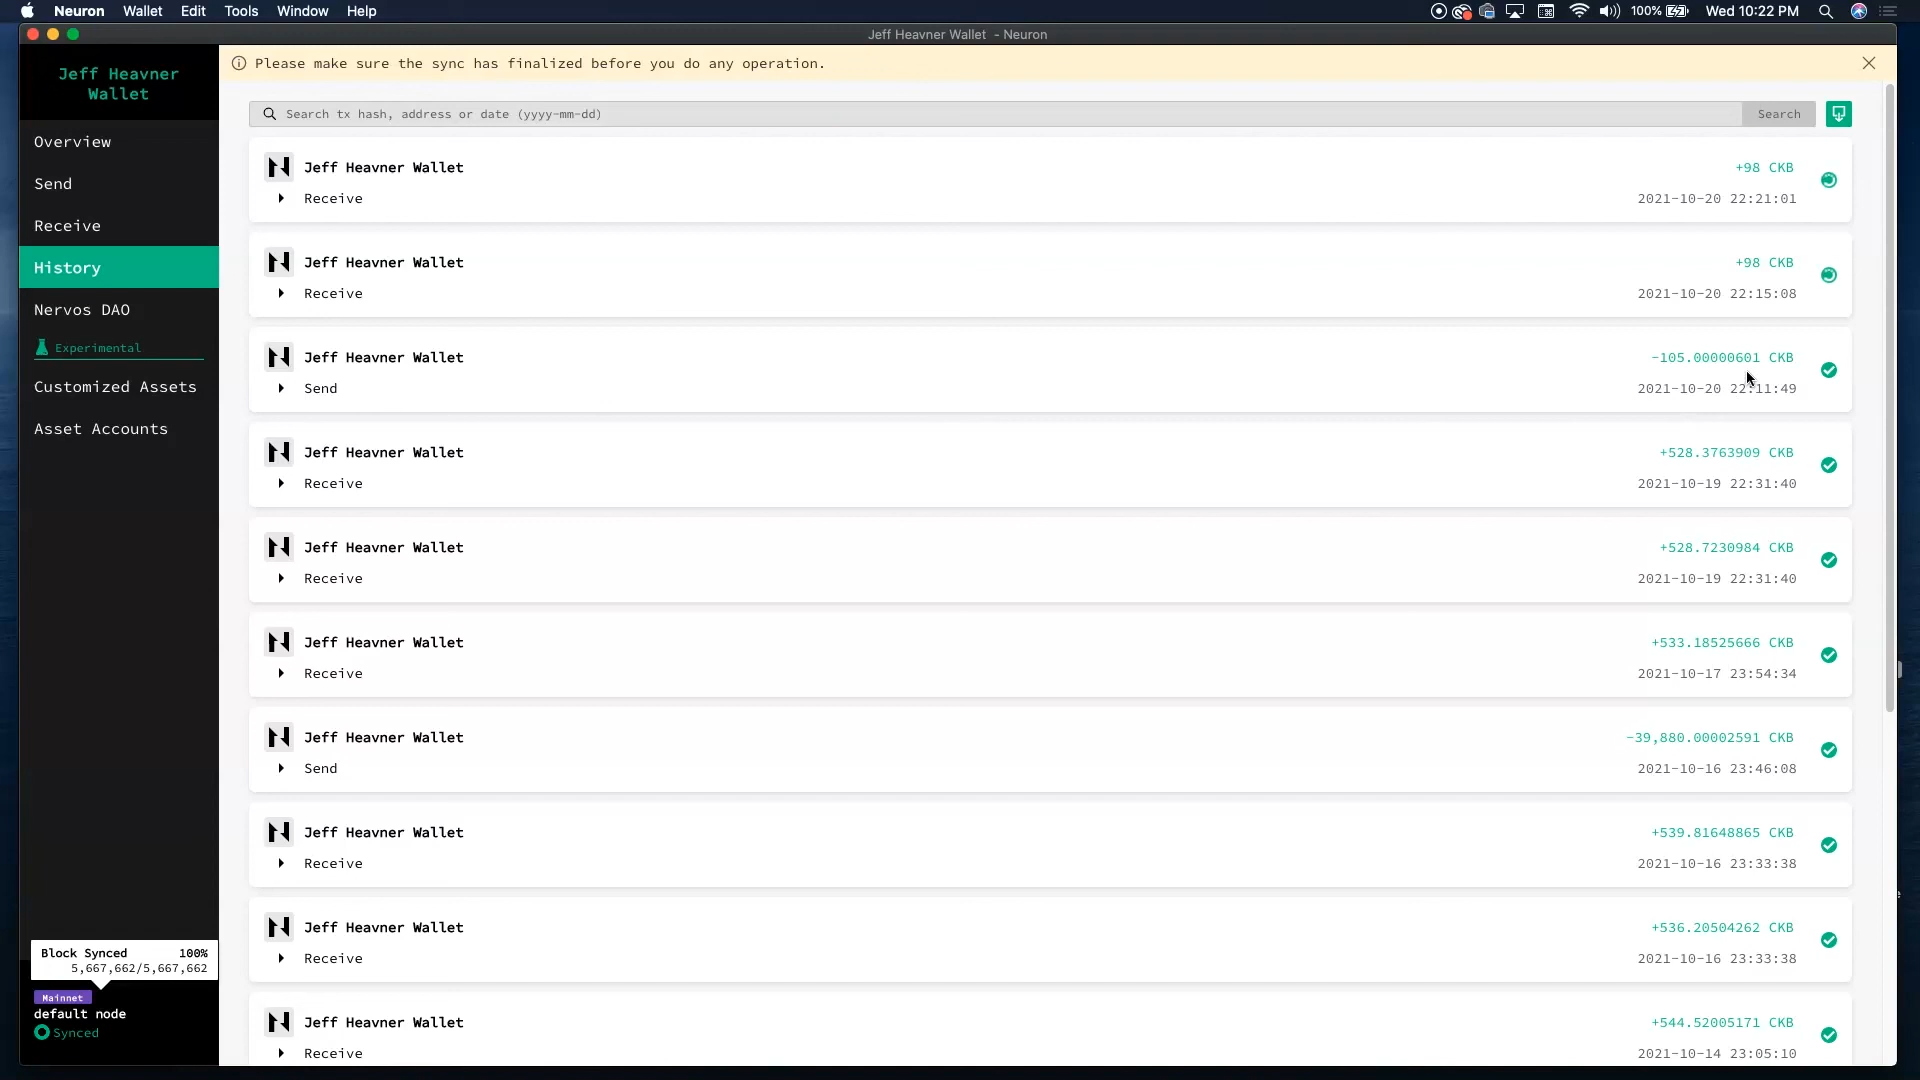 Neuron Wallet Edit Tools Window Help 100% Wed 10:22 PM
Jeff Heavner Wallet - Neuron
Jeff Heavner
Wallet
Overview
Send
Receive
History
Nervos DAO
Experimental
Customized Assets
Asset Accounts
Block Synced 100%
5,667,662/5,667,662
Mainnet
default node
Synced
Please make sure the sync has finalized before you do any operation.
Search tx hash, address or date (yyyy-mm-dd) Search
Jeff Heavner Wallet +98 CKB
Receive 2021-10-20 22:21:01
Jeff Heavner Wallet +98 CKB
Receive 2021-10-20 22:15:08
Jeff Heavner Wallet -105.00000601 CKB
Send 2021-10-20 22:11:49
Jeff Heavner Wallet +528.3763909 CKB
Receive 2021-10-19 22:31:40
Jeff Heavner Wallet +528.7230984 CKB
Receive 2021-10-19 22:31:40
Jeff Heavner Wallet +533.18525666 CKB
Receive 2021-10-17 23:54:34
Jeff Heavner Wallet -39,880.00002591 CKB
Send 2021-10-16 23:46:08
Jeff Heavner Wallet +539.81648865 CKB
Receive 2021-10-16 23:33:38
Jeff Heavner Wallet +536.20504262 CKB
Receive 2021-10-16 23:33:38
Jeff Heavner Wallet +544.52005171 CKB
Receive 2021-10-14 23:05:10